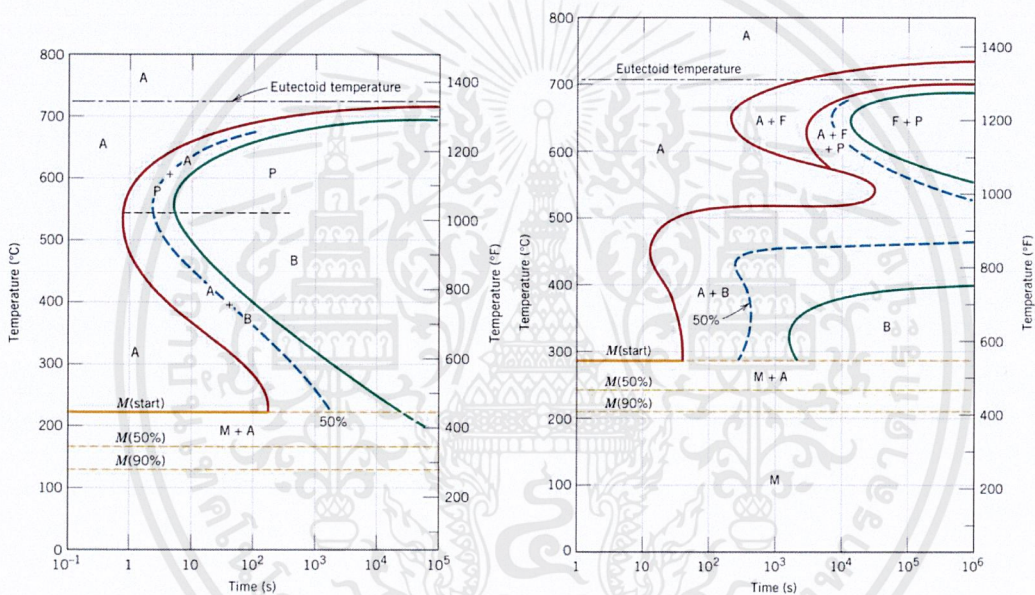 800
700
600
500
400
300
200
100
0
Temperature (°C)
A
Eutectoid temperature
A
A
+
P
P
B
A
+
B
A
M(start)
M + A
50%
M(50%)
M(90%)
1400
1200
1000
800
600
400
200
Temperature (°F)
10⁻¹ 1 10 10² 10³ 10⁴ 10⁵
Time (s)
800
700
600
500
400
300
200
100
0
Temperature (°C)
A
Eutectoid temperature
A + F
A + F
+ P
F + P
A
A + B
50%
B
M(start)
M + A
M(50%)
M(90%)
M
1400
1200
1000
800
600
400
200
Temperature (°F)
1 10 10² 10³ 10⁴ 10⁵ 10⁶
Time (s)